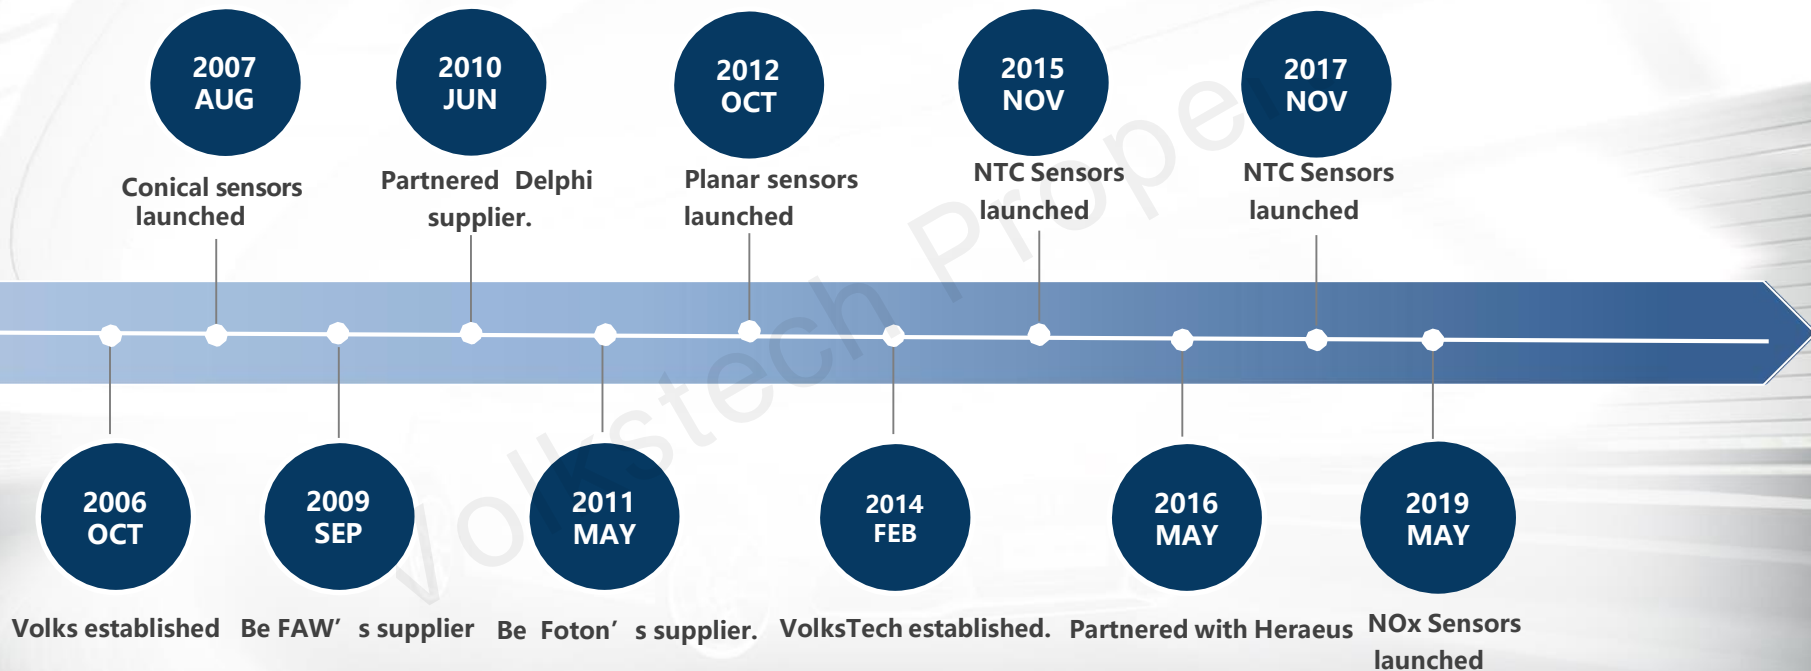 2007
AUG
Conical sensors
launched
2010
JUN
Partnered Delphi
supplier.
2012
OCT
Planar sensors
launched
2015
NOV
NTC Sensors
launched
2017
NOV
NTC Sensors
launched
2006
OCT
Volks established
2009
SEP
Be FAW’ s supplier
2011
MAY
Be Foton’ s supplier.
2014
FEB
VolksTech established.
2016
MAY
Partnered with Heraeus
2019
MAY
NOx Sensors
launched
Volkstech Proper